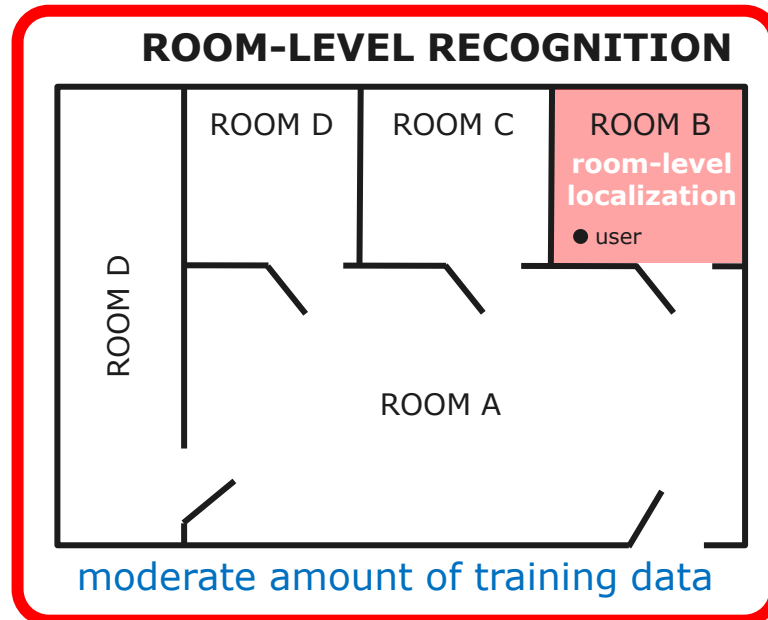 ROOM-LEVEL RECOGNITION
ROOM D
ROOM C
ROOM B
room-level
localization
user
ROOM D
ROOM A
moderate amount of training data